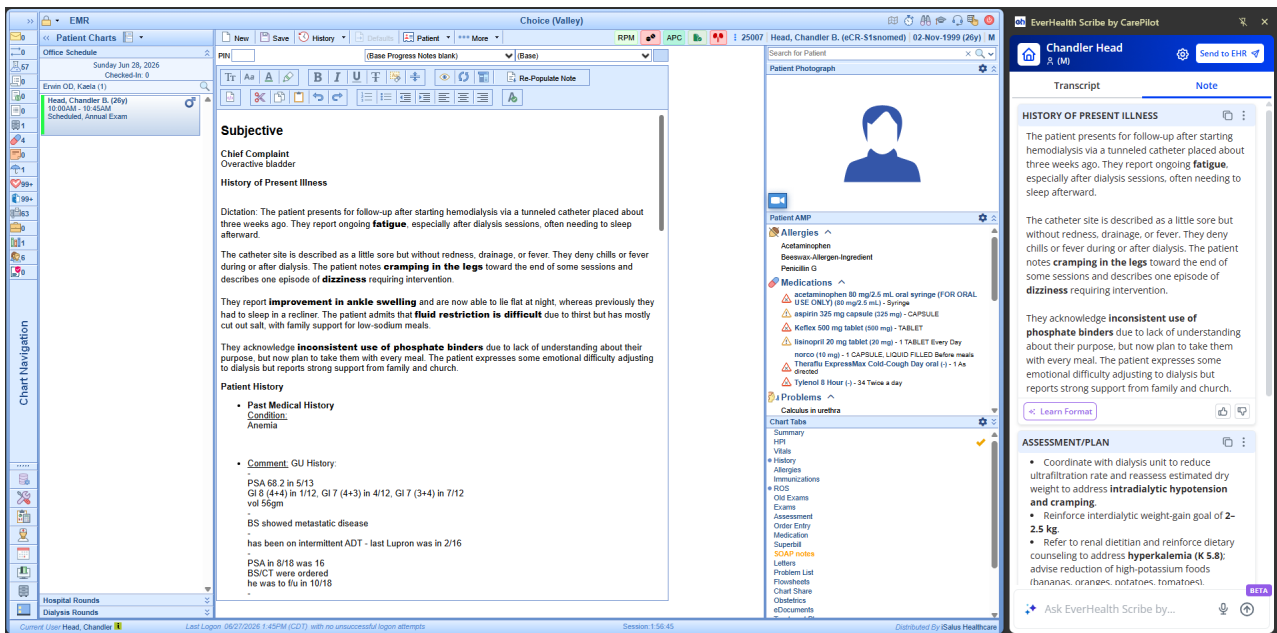 EMR
Choice (Valley)
Patient Charts
New
Save
History
Defaults
Patient
More
RPM
APC
25007
Head, Chandler B. (eCR-S1snomed)
02-Nov-1999 (26y)
M
Office Schedule
Sunday Jun 28, 2026
Checked-In: 0
Erwin OD, Kaela (1)
Head, Chandler B. (26y)
10:00AM - 10:45AM
Scheduled, Annual Exam
Hospital Rounds
Dialysis Rounds
0
0
57
0
0
0
1
4
0
1
99+
99+
63
0
1
6
0
Chart Navigation
PIN
(Base Progress Notes blank)
(Base)
Re-Populate Note
Subjective
Chief Complaint
Overactive bladder
History of Present Illness
Dictation: The patient presents for follow-up after starting hemodialysis via a tunneled catheter placed about
three weeks ago. They report ongoing fatigue, especially after dialysis sessions, often needing to sleep
afterward.
The catheter site is described as a little sore but without redness, drainage, or fever. They deny chills or fever
during or after dialysis. The patient notes cramping in the legs toward the end of some sessions and
describes one episode of dizziness requiring intervention.
They report improvement in ankle swelling and are now able to lie flat at night, whereas previously they
had to sleep in a recliner. The patient admits that fluid restriction is difficult due to thirst but has mostly
cut out salt, with family support for low-sodium meals.
They acknowledge inconsistent use of phosphate binders due to lack of understanding about their
purpose, but now plan to take them with every meal. The patient expresses some emotional difficulty adjusting
to dialysis but reports strong support from family and church.
Patient History
• Past Medical History
Condition:
Anemia
• Comment: GU History:
-
PSA 68.2 in 5/13
Gl 8 (4+4) in 1/12, Gl 7 (4+3) in 4/12, Gl 7 (3+4) in 7/12
vol 56gm
-
BS showed metastatic disease
-
has been on intermittent ADT - last Lupron was in 2/16
-
PSA in 8/18 was 16
BS/CT were ordered
he was to f/u in 10/18
-
Search for Patient
Patient Photograph
Patient AMP
Allergies
Acetaminophen
Beeswax-Allergen-Ingredient
Penicillin G
Medications
acetaminophen 80 mg/2.5 mL oral syringe (FOR ORAL
USE ONLY) (80 mg/2.5 mL) - Syringe
aspirin 325 mg capsule (325 mg) - CAPSULE
Keflex 500 mg tablet (500 mg) - TABLET
lisinopril 20 mg tablet (20 mg) - 1 TABLET Every Day
norco (10 mg) - 1 CAPSULE, LIQUID FILLED Before meals
Theraflu ExpressMax Cold-Cough Day oral (-) - 1 As
directed
Tylenol 8 Hour (-) - 34 Twice a day
Problems
Calculus in urethra
Chart Tabs
Summary
HPI
Vitals
History
Allergies
Immunizations
ROS
Old Exams
Exams
Assessment
Order Entry
Medication
Superbill
SOAP notes
Letters
Problem List
Flowsheets
Chart Share
Obstetrics
eDocuments
Current User Head, Chandler
Last Logon 06/27/2026 1:45PM (CDT) with no unsuccessful logon attempts
Session:1:56:45
Distributed By iSalus Healthcare
eh EverHealth Scribe by CarePilot
Chandler Head
(M)
Send to EHR
Transcript
Note
HISTORY OF PRESENT ILLNESS
The patient presents for follow-up after starting
hemodialysis via a tunneled catheter placed about
three weeks ago. They report ongoing fatigue,
especially after dialysis sessions, often needing to
sleep afterward.
The catheter site is described as a little sore but
without redness, drainage, or fever. They deny
chills or fever during or after dialysis. The patient
notes cramping in the legs toward the end of
some sessions and describes one episode of
dizziness requiring intervention.
They acknowledge inconsistent use of
phosphate binders due to lack of understanding
about their purpose, but now plan to take them
with every meal. The patient expresses some
emotional difficulty adjusting to dialysis but
reports strong support from family and church.
Learn Format
ASSESSMENT/PLAN
• Coordinate with dialysis unit to reduce
ultrafiltration rate and reassess estimated dry
weight to address intradialytic hypotension
and cramping.
• Reinforce interdialytic weight-gain goal of 2–
2.5 kg.
• Refer to renal dietitian and reinforce dietary
counseling to address hyperkalemia (K 5.8);
advise reduction of high-potassium foods
(bananas, oranges, potatoes, tomatoes).
BETA
Ask EverHealth Scribe by...